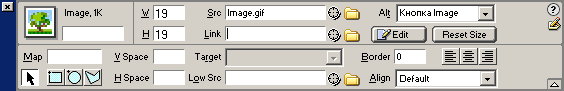 Image, 1K W 19 Src Image.gif Alt Кнопка Image
H 19 Link Edit Reset Size
Map V Space Target Border 0
H Space Low Src Align Default